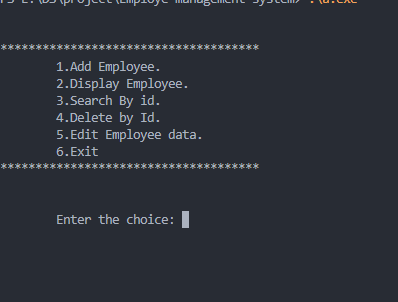 PS E:\DS\project\Employe management system> .\a.exe
*************************************
1.Add Employee.
2.Display Employee.
3.Search By id.
4.Delete by Id.
5.Edit Employee data.
6.Exit
*************************************
Enter the choice: